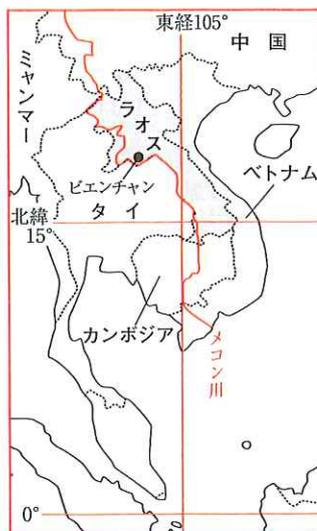 東経105°
中国
ミャンマー
ラオス
ビエンチャン
ベトナム
タイ
北緯
15°
カンボジア
メコン川
0°